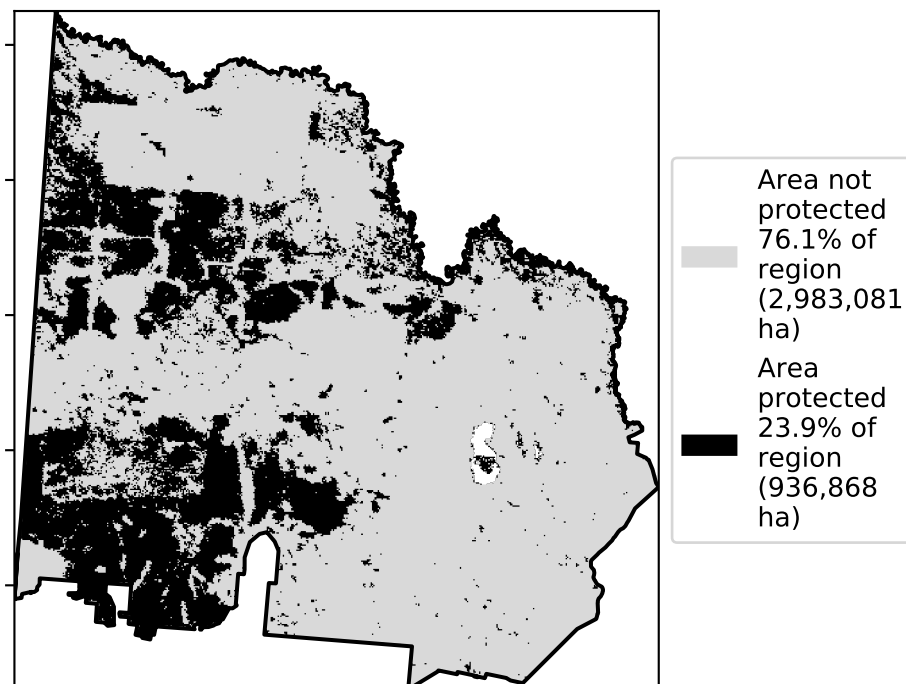 Area not
protected
76.1% of
region
(2,983,081
ha)
Area
protected
23.9% of
region
(936,868
ha)